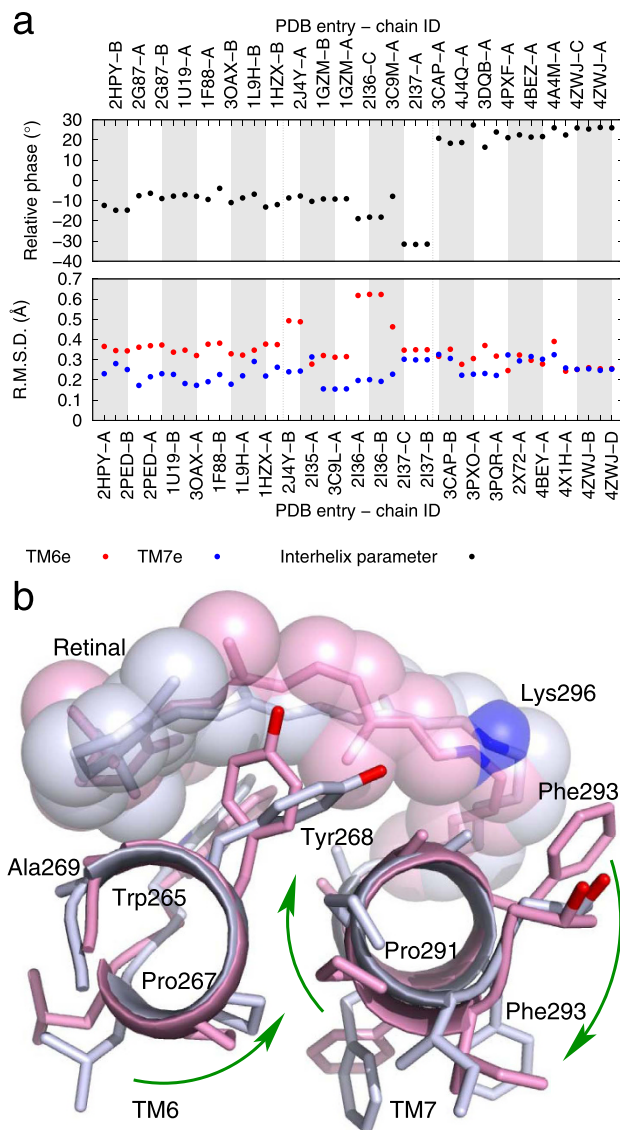 a
PDB entry – chain ID
2HPY–B
2G87–A
2G87–B
1U19–A
1F88–A
3OAX–B
1L9H–B
1HZX–B
2J4Y–A
1GZM–B
1GZM–A
2I36–C
3C9M–A
2I37–A
3CAP–A
4J4Q–A
3DQB–A
4PXF–A
4BEZ–A
4A4M–A
4ZWJ–C
4ZWJ–A
Relative phase (°)
30
20
10
0
−10
−20
−30
−40
R.M.S.D. (Å)
0.7
0.6
0.5
0.4
0.3
0.2
0.1
0
2HPY–A
2PED–B
2PED–A
1U19–B
3OAX–A
1F88–B
1L9H–A
1HZX–A
2J4Y–B
2I35–A
3C9L–A
2I36–A
2I36–B
2I37–C
2I37–B
3CAP–B
3PXO–A
3PQR–A
2X72–A
4BEY–A
4X1H–A
4ZWJ–B
4ZWJ–D
PDB entry – chain ID
TM6e TM7e Interhelix parameter
b
Retinal
Lys296
Phe293
Tyr268
Ala269
Trp265
Pro291
Pro267
Phe293
TM6 TM7